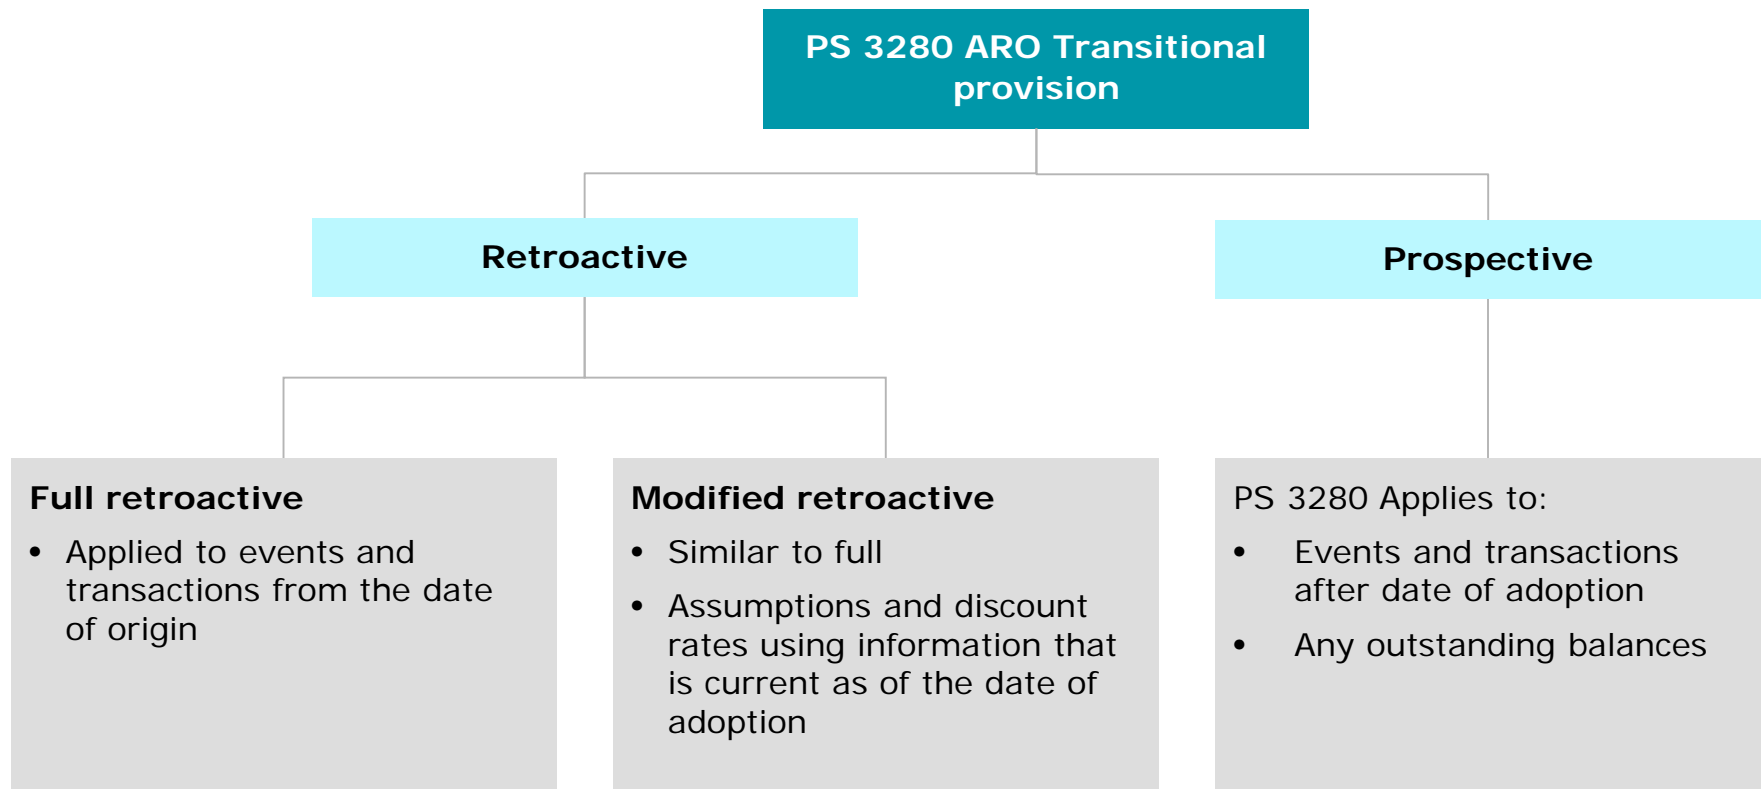 PS 3280 ARO Transitional
provision
Retroactive
Prospective
Full retroactive
• Applied to events and
transactions from the date
of origin
Modified retroactive
• Similar to full
• Assumptions and discount
rates using information that
is current as of the date of
adoption
PS 3280 Applies to:
• Events and transactions
after date of adoption
• Any outstanding balances